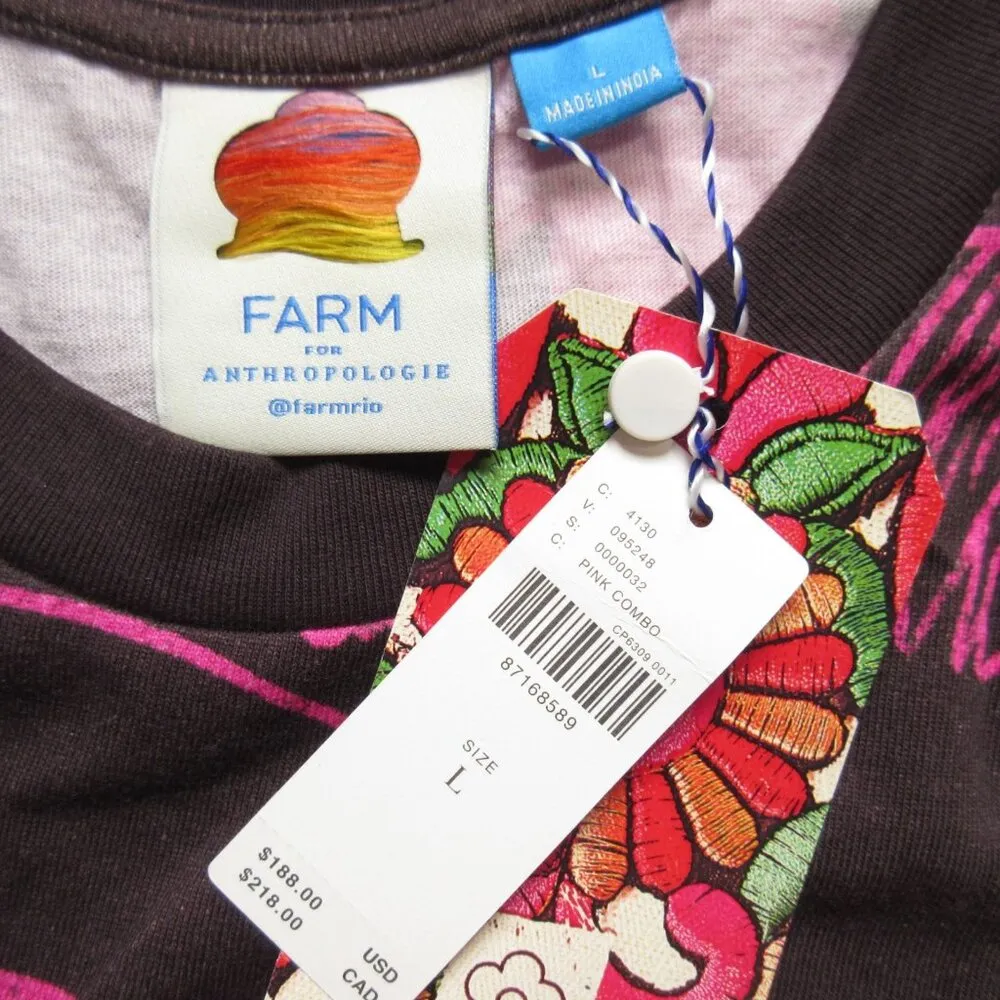 L
MADE IN INDIA
FARM
FOR
ANTHROPOLOGIE
@farmrio
C: 4130
V: 095248
S: 0000032
C: PINK COMBO
CP6309 0011
87168589
SIZE
L
$188.00 USD
$218.00 CAD